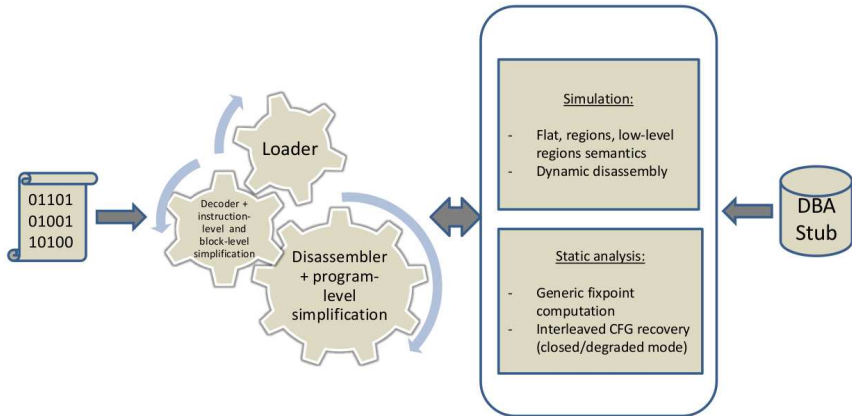 01101
01001
10100
Loader
Decoder +
instruction-
level and
block-level
simplification
Disassembler
+ program-
level
simplification
Simulation:
- Flat, regions, low-level
regions semantics
- Dynamic disassembly
Static analysis:
- Generic fixpoint
computation
- Interleaved CFG recovery
(closed/degraded mode)
DBA
Stub